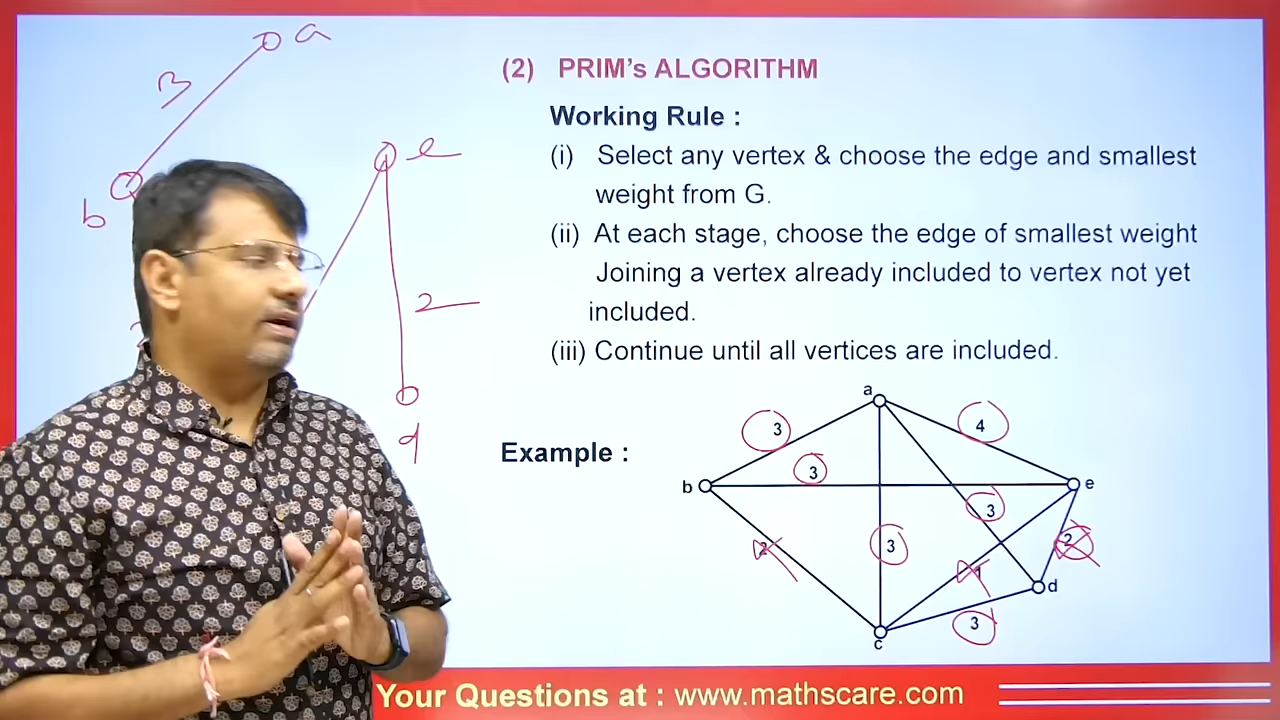 a
3
b
e
2
d
(2) PRIM's ALGORITHM
Working Rule :
(i) Select any vertex & choose the edge and smallest
weight from G.
(ii) At each stage, choose the edge of smallest weight
Joining a vertex already included to vertex not yet
included.
(iii) Continue until all vertices are included.
Example :
a
3
4
3
b
e
3
3
2
d
3
c
Your Questions at : www.mathscare.com